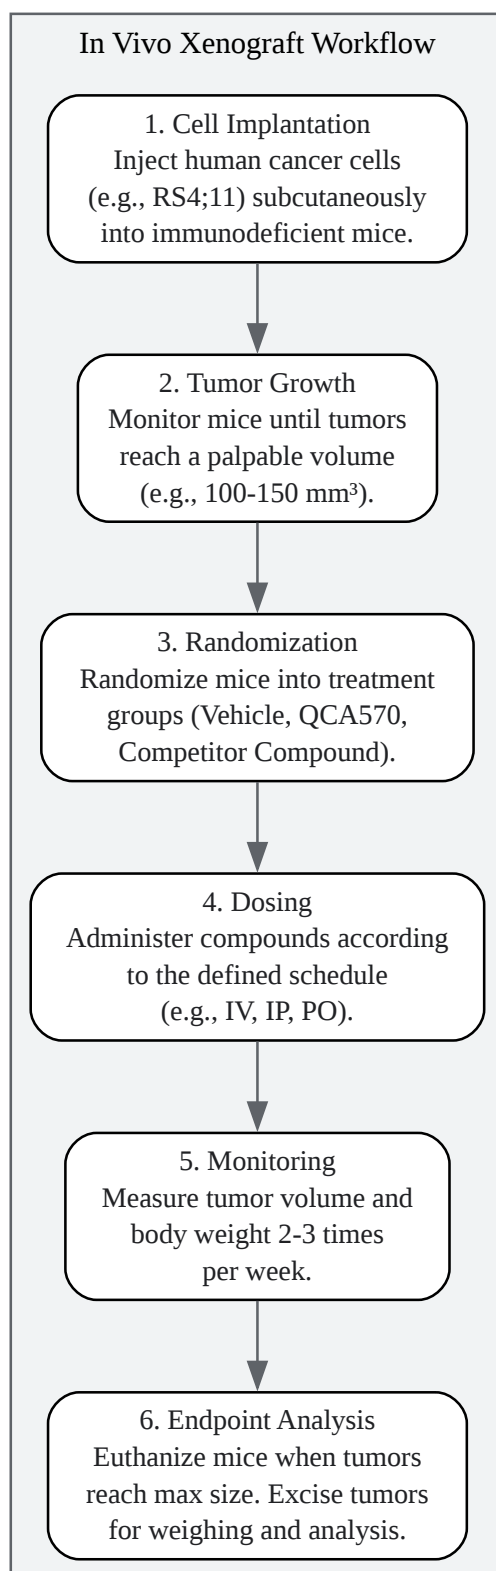 In Vivo Xenograft Workflow
1. Cell Implantation
Inject human cancer cells
(e.g., RS4;11) subcutaneously
into immunodeficient mice.
2. Tumor Growth
Monitor mice until tumors
reach a palpable volume
(e.g., 100-150 mm³).
3. Randomization
Randomize mice into treatment
groups (Vehicle, QCA570,
Competitor Compound).
4. Dosing
Administer compounds according
to the defined schedule
(e.g., IV, IP, PO).
5. Monitoring
Measure tumor volume and
body weight 2-3 times
per week.
6. Endpoint Analysis
Euthanize mice when tumors
reach max size. Excise tumors
for weighing and analysis.